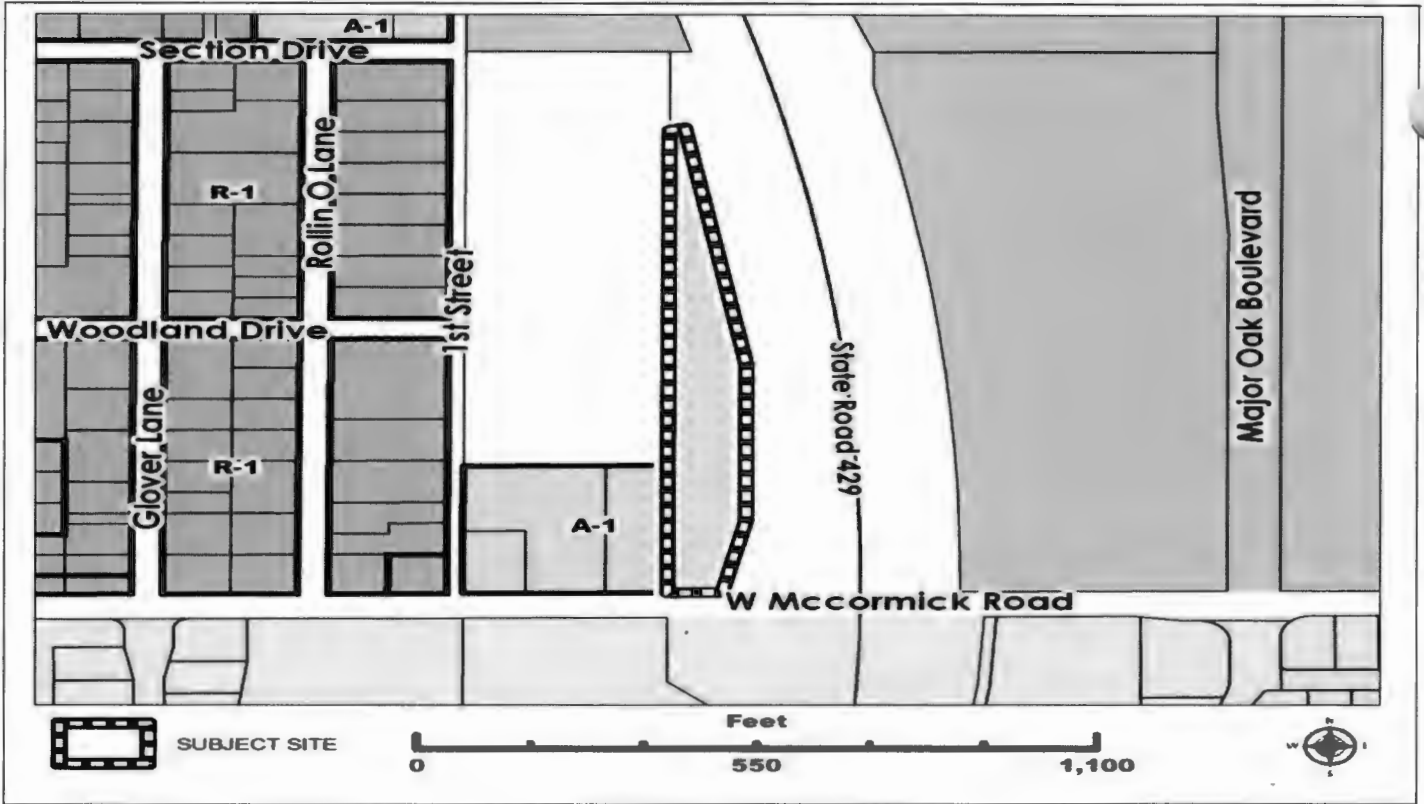 A-1
Section Drive
R-1
Rollin O Lane
1st Street
Woodland Drive
Glover Lane
R-1
A-1
State Road 429
Major Oak Boulevard
W Mccormick Road
SUBJECT SITE
Feet
0 550 1,100
N
W
S